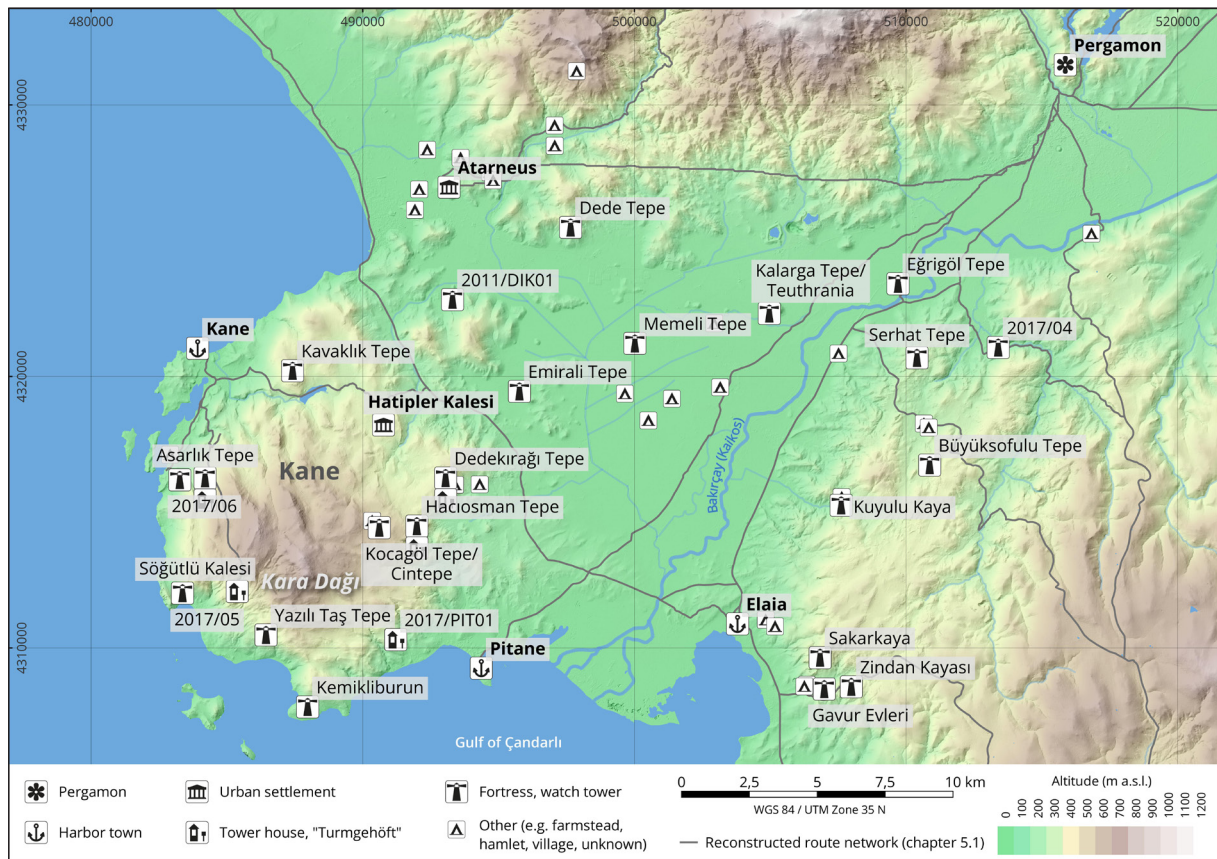 480000
490000
500000
510000
520000
Pergamon
4330000
Atarneus
Dede Tepe
2011/DIK01
Kalarga Tepe/
Teuthrania
Eğrigöl Tepe
Kane
Memeli Tepe
Serhat Tepe
2017/04
Kavaklık Tepe
4320000
Emirali Tepe
Hatipler Kalesi
Büyüksofulu Tepe
Asarlık Tepe
Kane
Dedekırağı Tepe
Bakırçay (Kaikos)
2017/06
Hacıosman Tepe
Kuyulu Kaya
Kocagöl Tepe/
Cintepe
Söğütlü Kalesi
Kara Dağı
Elaia
2017/05
Yazılı Taş Tepe
2017/PIT01
4310000
Pitane
Sakarkaya
Zindan Kayası
Kemikliburun
Gavur Evleri
Gulf of Çandarlı
Pergamon
Urban settlement
Fortress, watch tower
0
2,5
5
7,5
10 km
WGS 84 / UTM Zone 35 N
Altitude (m a.s.l.)
0
100
200
300
400
500
600
700
800
900
1000
1100
1200
Harbor town
Tower house, "Turmgehöft"
Other (e.g. farmstead,
hamlet, village, unknown)
Reconstructed route network (chapter 5.1)